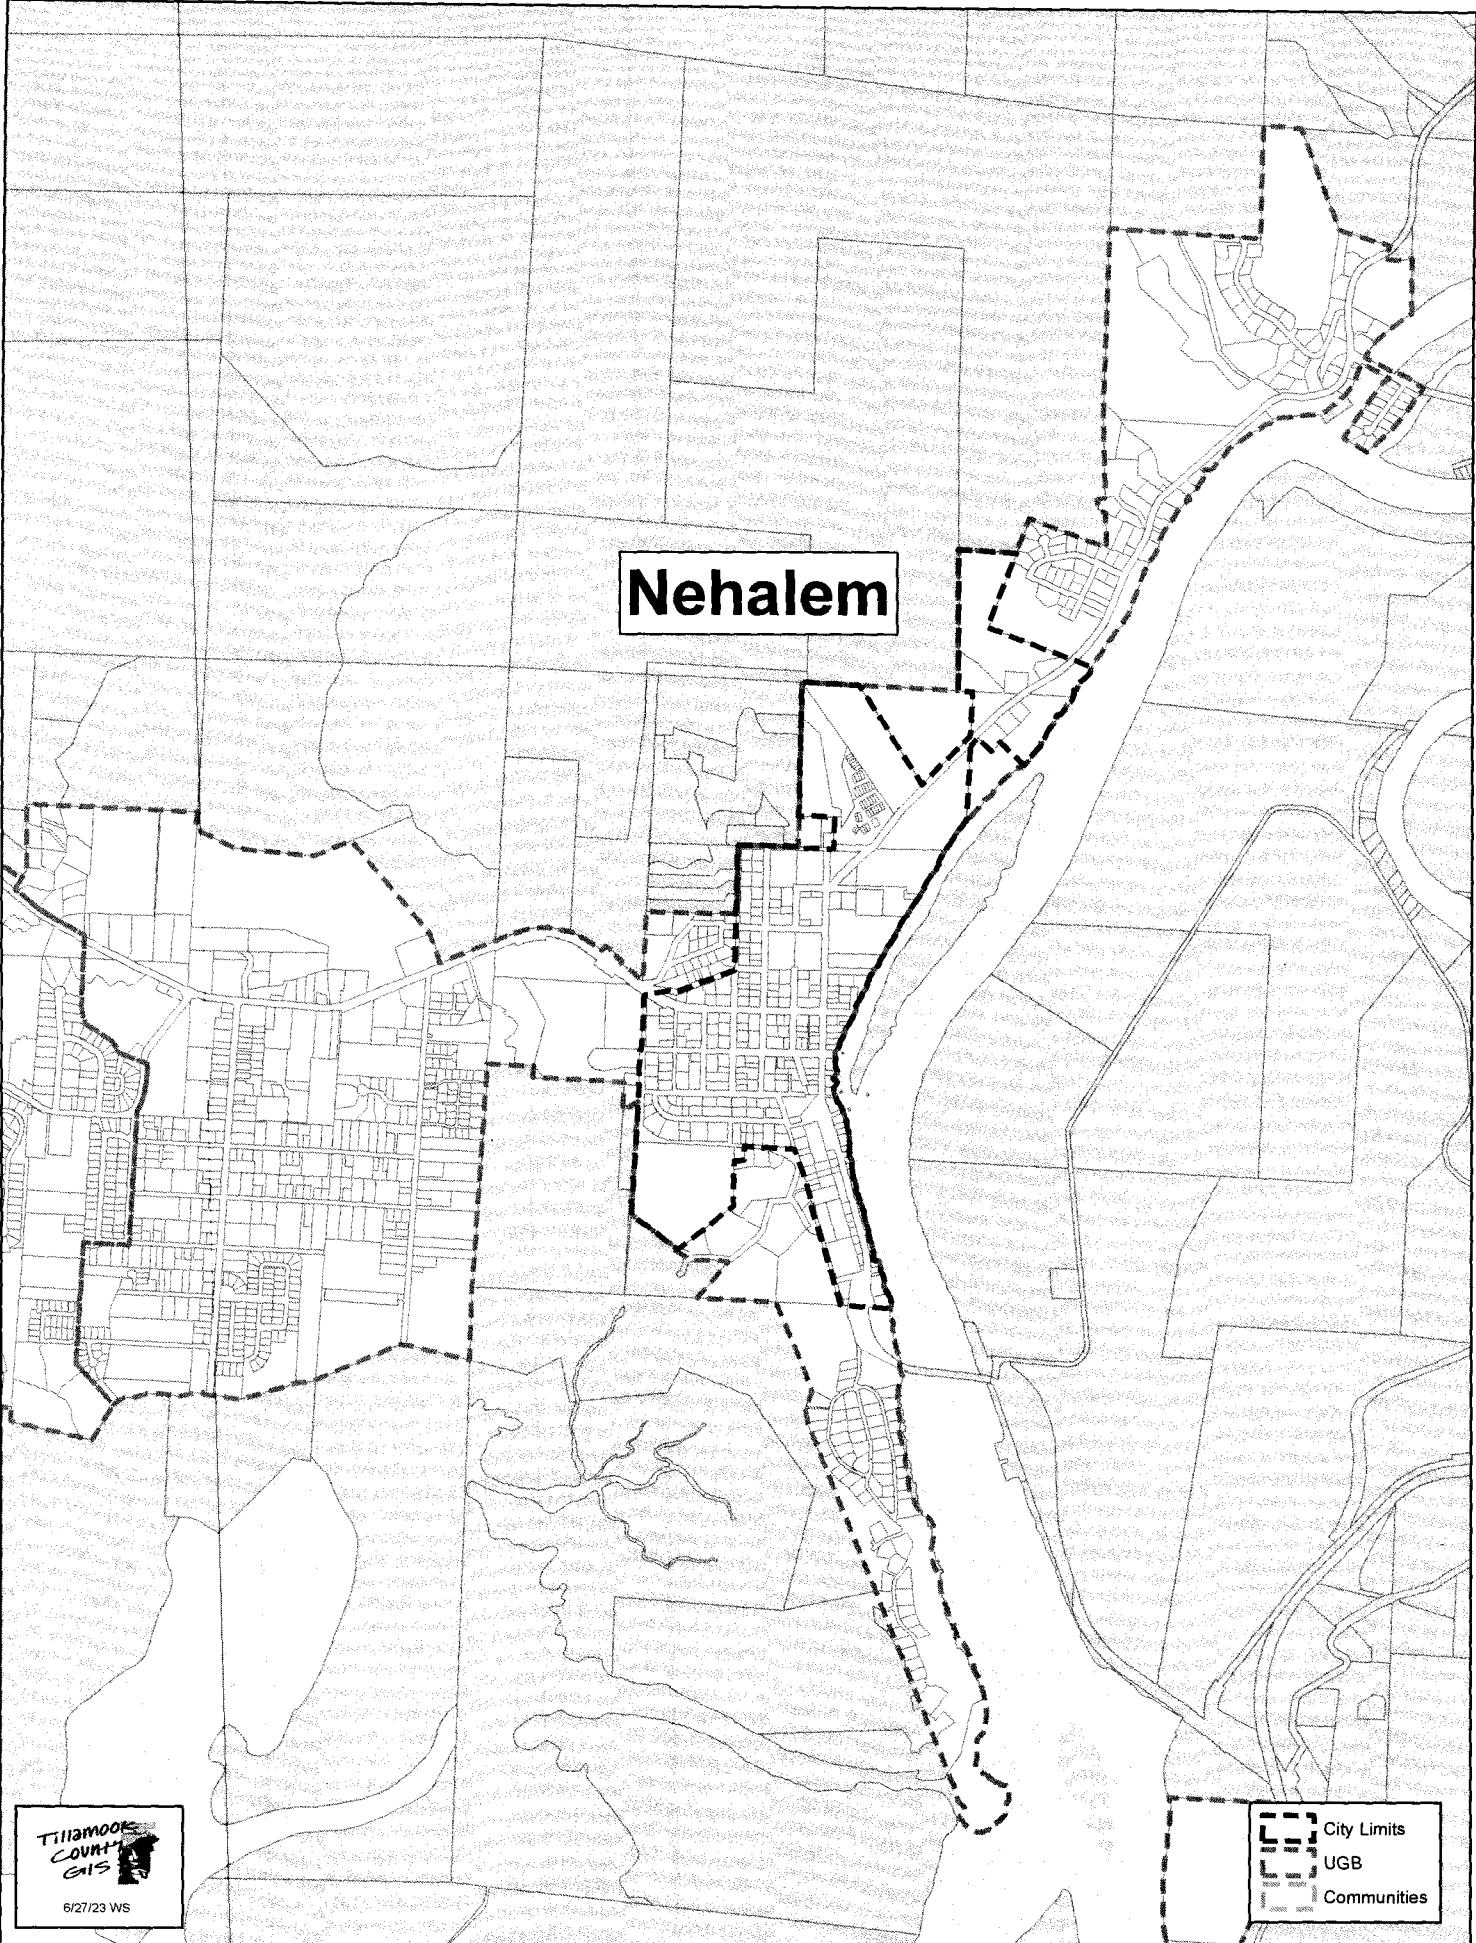 Nehalem
Tillamook
County
GIS
6/27/23 WS
City Limits
UGB
Communities